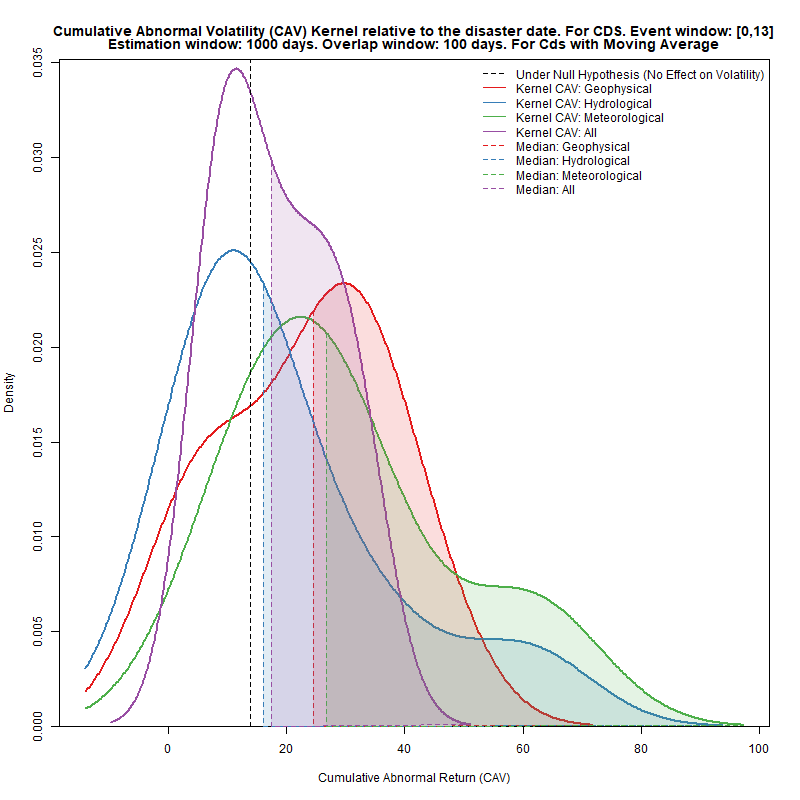 Cumulative Abnormal Volatility (CAV) Kernel relative to the disaster date. For CDS. Event window: [0,13]
Estimation window: 1000 days. Overlap window: 100 days. For Cds with Moving Average
Under Null Hypothesis (No Effect on Volatility)
Kernel CAV: Geophysical
Kernel CAV: Hydrological
Kernel CAV: Meteorological
Kernel CAV: All
Median: Geophysical
Median: Hydrological
Median: Meteorological
Median: All
Density
0.035
0.030
0.025
0.020
0.015
0.010
0.005
0.000
0 20 40 60 80 100
Cumulative Abnormal Return (CAV)